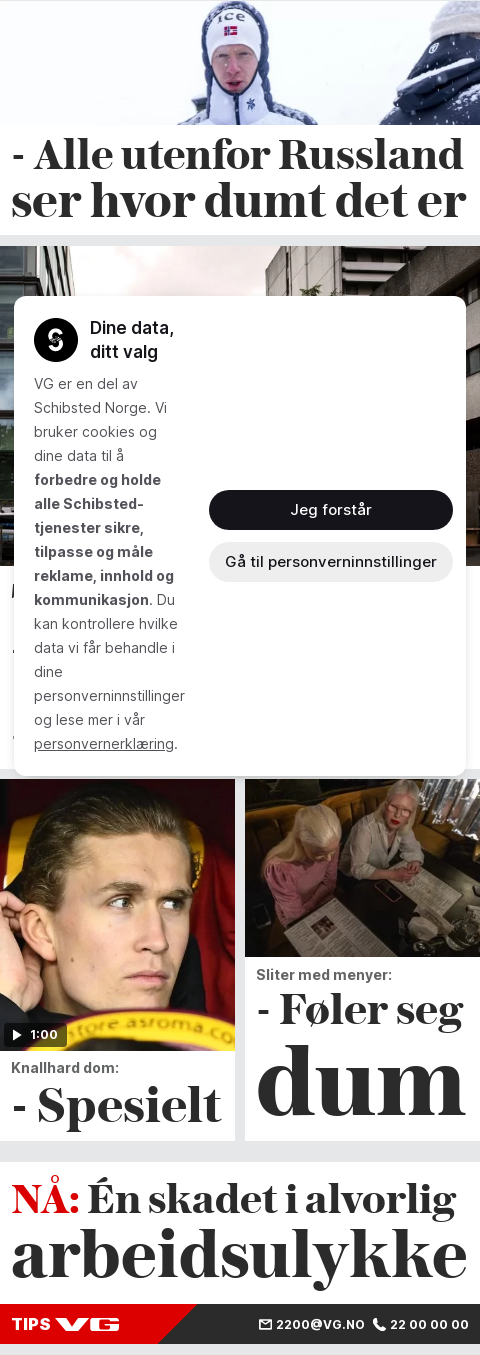 ICE
- Alle utenfor Russland
ser hvor dumt det er
Dine data,
ditt valg
VG er en del av
Schibsted Norge. Vi
bruker cookies og
dine data til å
forbedre og holde
alle Schibsted-
tjenester sikre,
tilpasse og måle
reklame, innhold og
kommunikasjon. Du
kan kontrollere hvilke
data vi får behandle i
dine
personverninnstillinger
og lese mer i vår
personvernerklæring.
Jeg forstår
Gå til personverninnstillinger
store.asroma.com
1:00
Knallhard dom:
- Spesielt
Sliter med menyer:
- Føler seg
dum
NÅ: Én skadet i alvorlig
arbeidsulykke
TIPS VG
2200@VG.NO
22 00 00 00